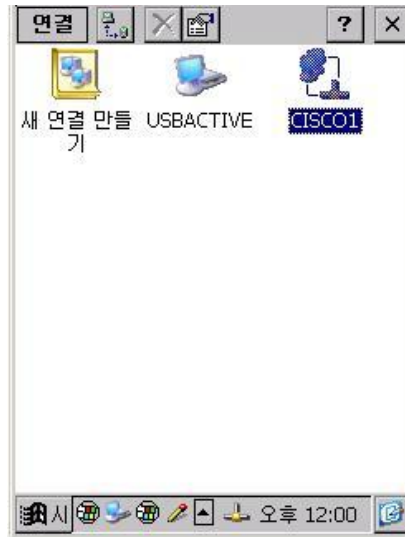 연결 ? ×
새 연결 만들기 USBACTIVE CISCO1
시 오후 12:00